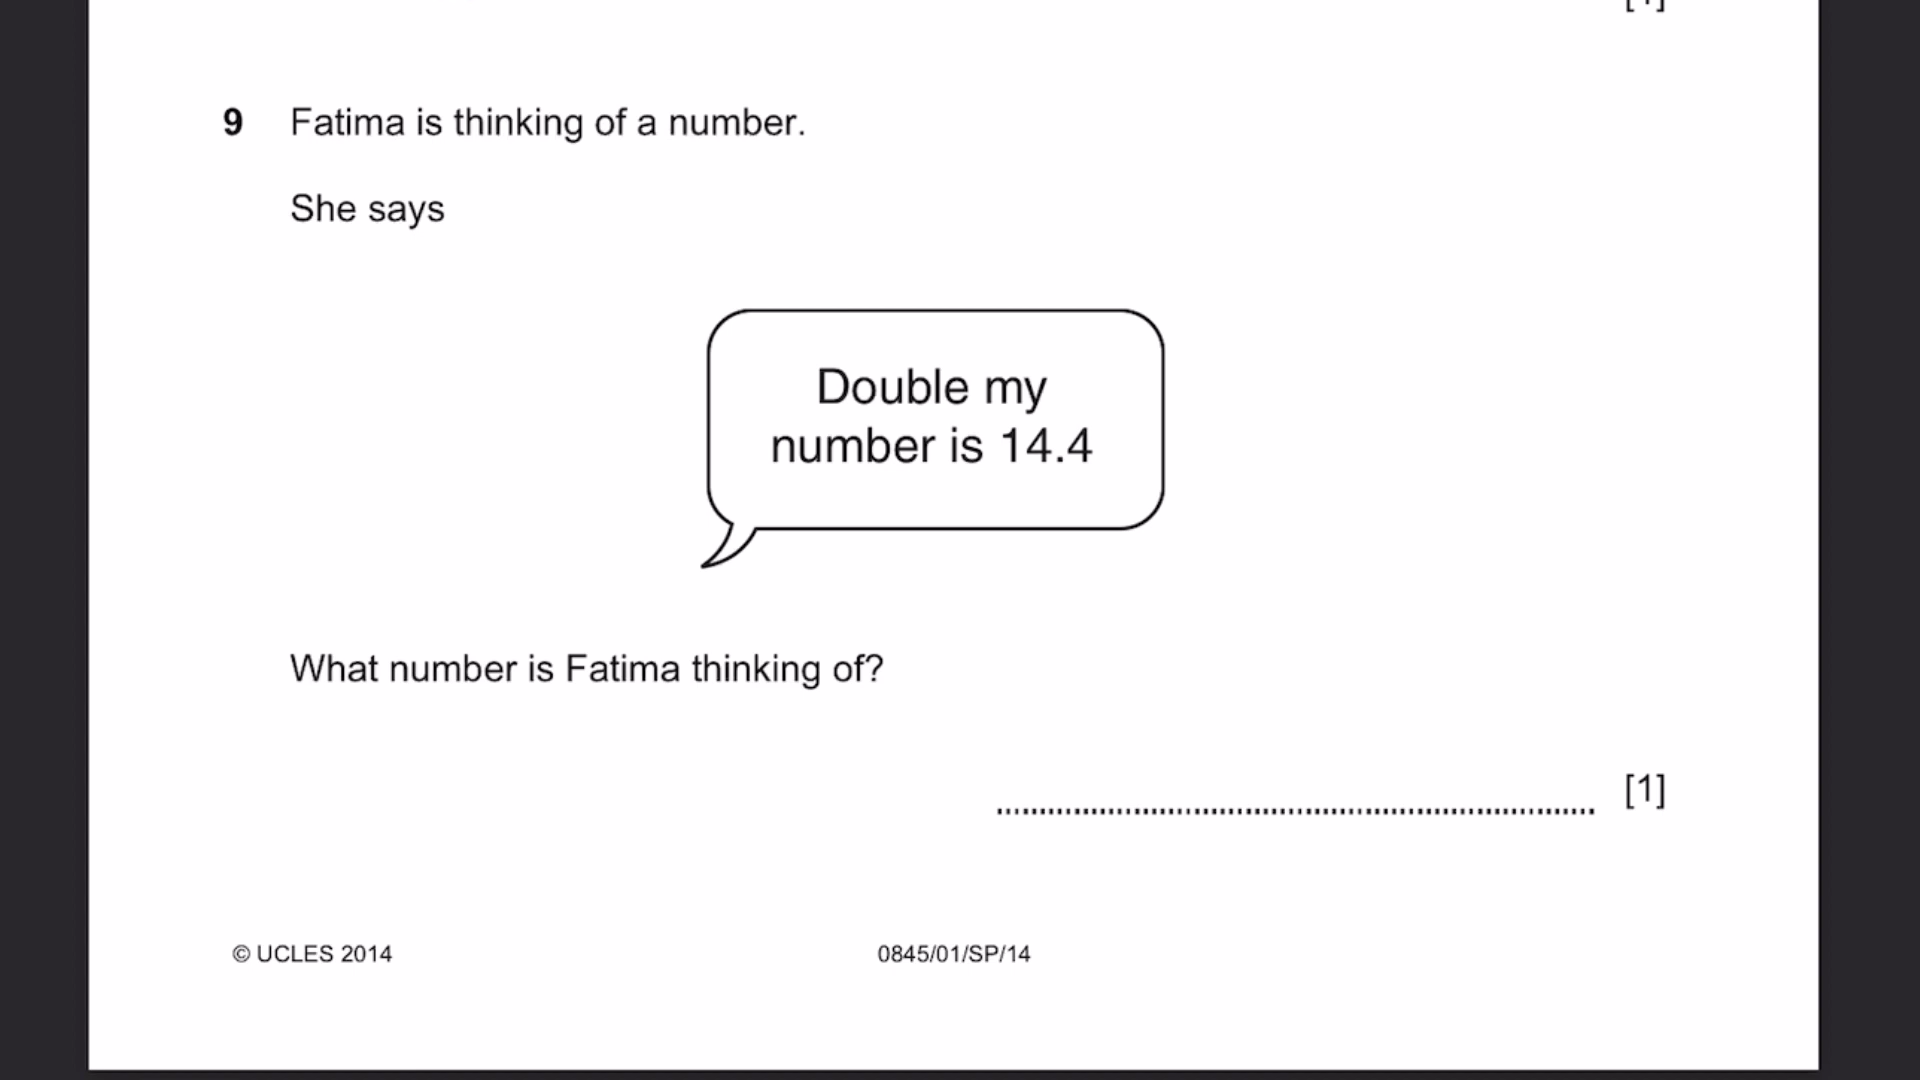 9 Fatima is thinking of a number.
She says
Double my
number is 14.4
What number is Fatima thinking of?
[1]
© UCLES 2014
0845/01/SP/14